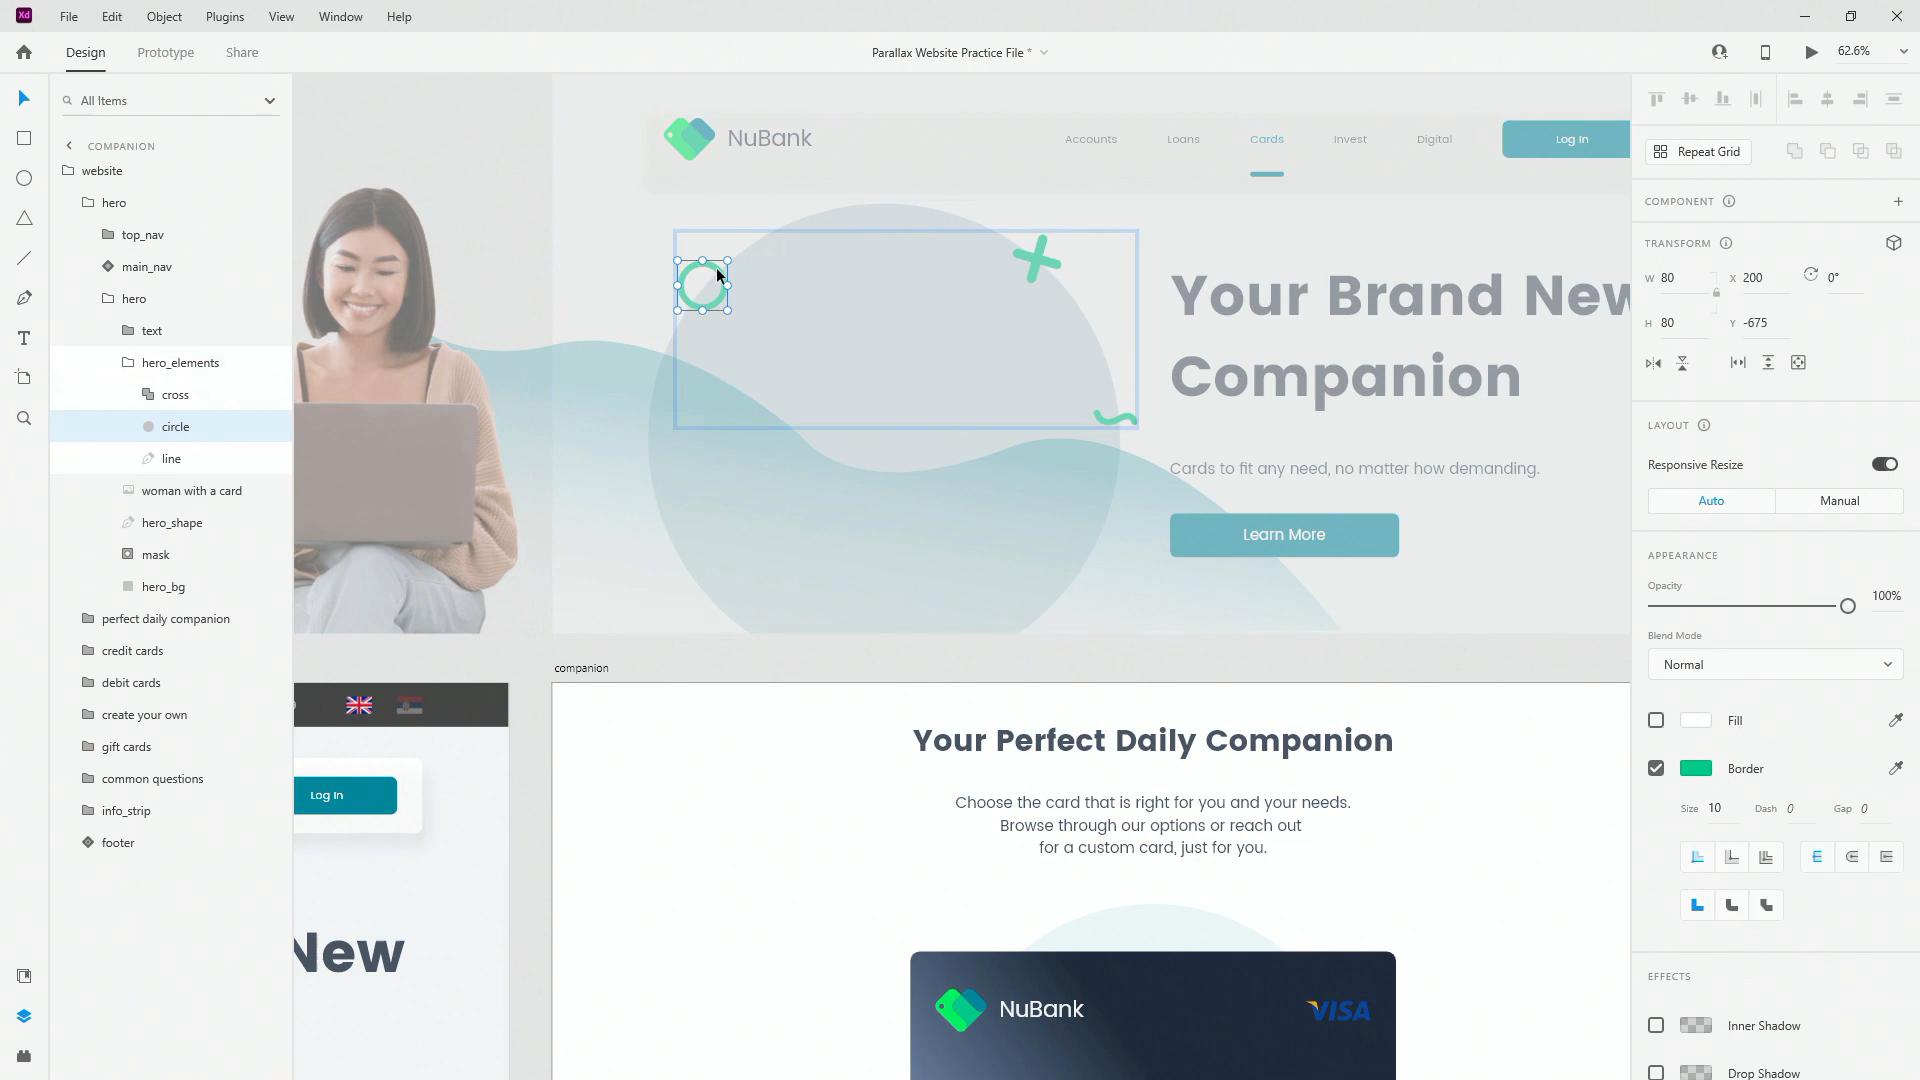 Xd File Edit Object Plugins View Window Help
Design Prototype Share Parallax Website Practice File * 62.6%
All Items
COMPANION
website
hero
top_nav
main_nav
hero
text
hero_elements
cross
circle
line
woman with a card
hero_shape
mask
hero_bg
perfect daily companion
credit cards
debit cards
create your own
gift cards
common questions
info_strip
footer
NuBank Accounts Loans Cards Invest Digital Log In
Your Brand New
Companion
Cards to fit any need, no matter how demanding.
Learn More
companion
Log In
New
Your Perfect Daily Companion
Choose the card that is right for you and your needs.
Browse through our options or reach out
for a custom card, just for you.
NuBank VISA
Repeat Grid
COMPONENT
TRANSFORM
W 80 X 200 0°
H 80 Y -675
LAYOUT
Responsive Resize
Auto Manual
APPEARANCE
Opacity
100%
Blend Mode
Normal
Fill
Border
Size 10 Dash 0 Gap 0
EFFECTS
Inner Shadow
Drop Shadow